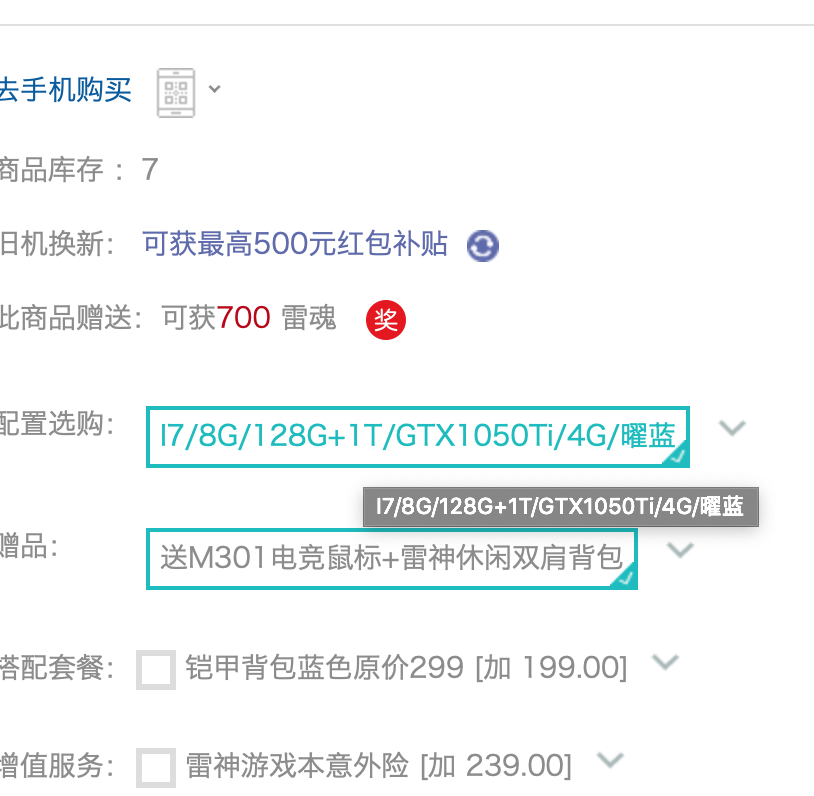 去手机购买
商品库存： 7
旧机换新： 可获最高500元红包补贴
此商品赠送： 可获700 雷魂 奖
配置选购： I7/8G/128G+1T/GTX1050Ti/4G/曜蓝
I7/8G/128G+1T/GTX1050Ti/4G/曜蓝
赠品： 送M301电竞鼠标+雷神休闲双肩背包
搭配套餐： 铠甲背包蓝色原价299 [加 199.00]
增值服务： 雷神游戏本意外险 [加 239.00]